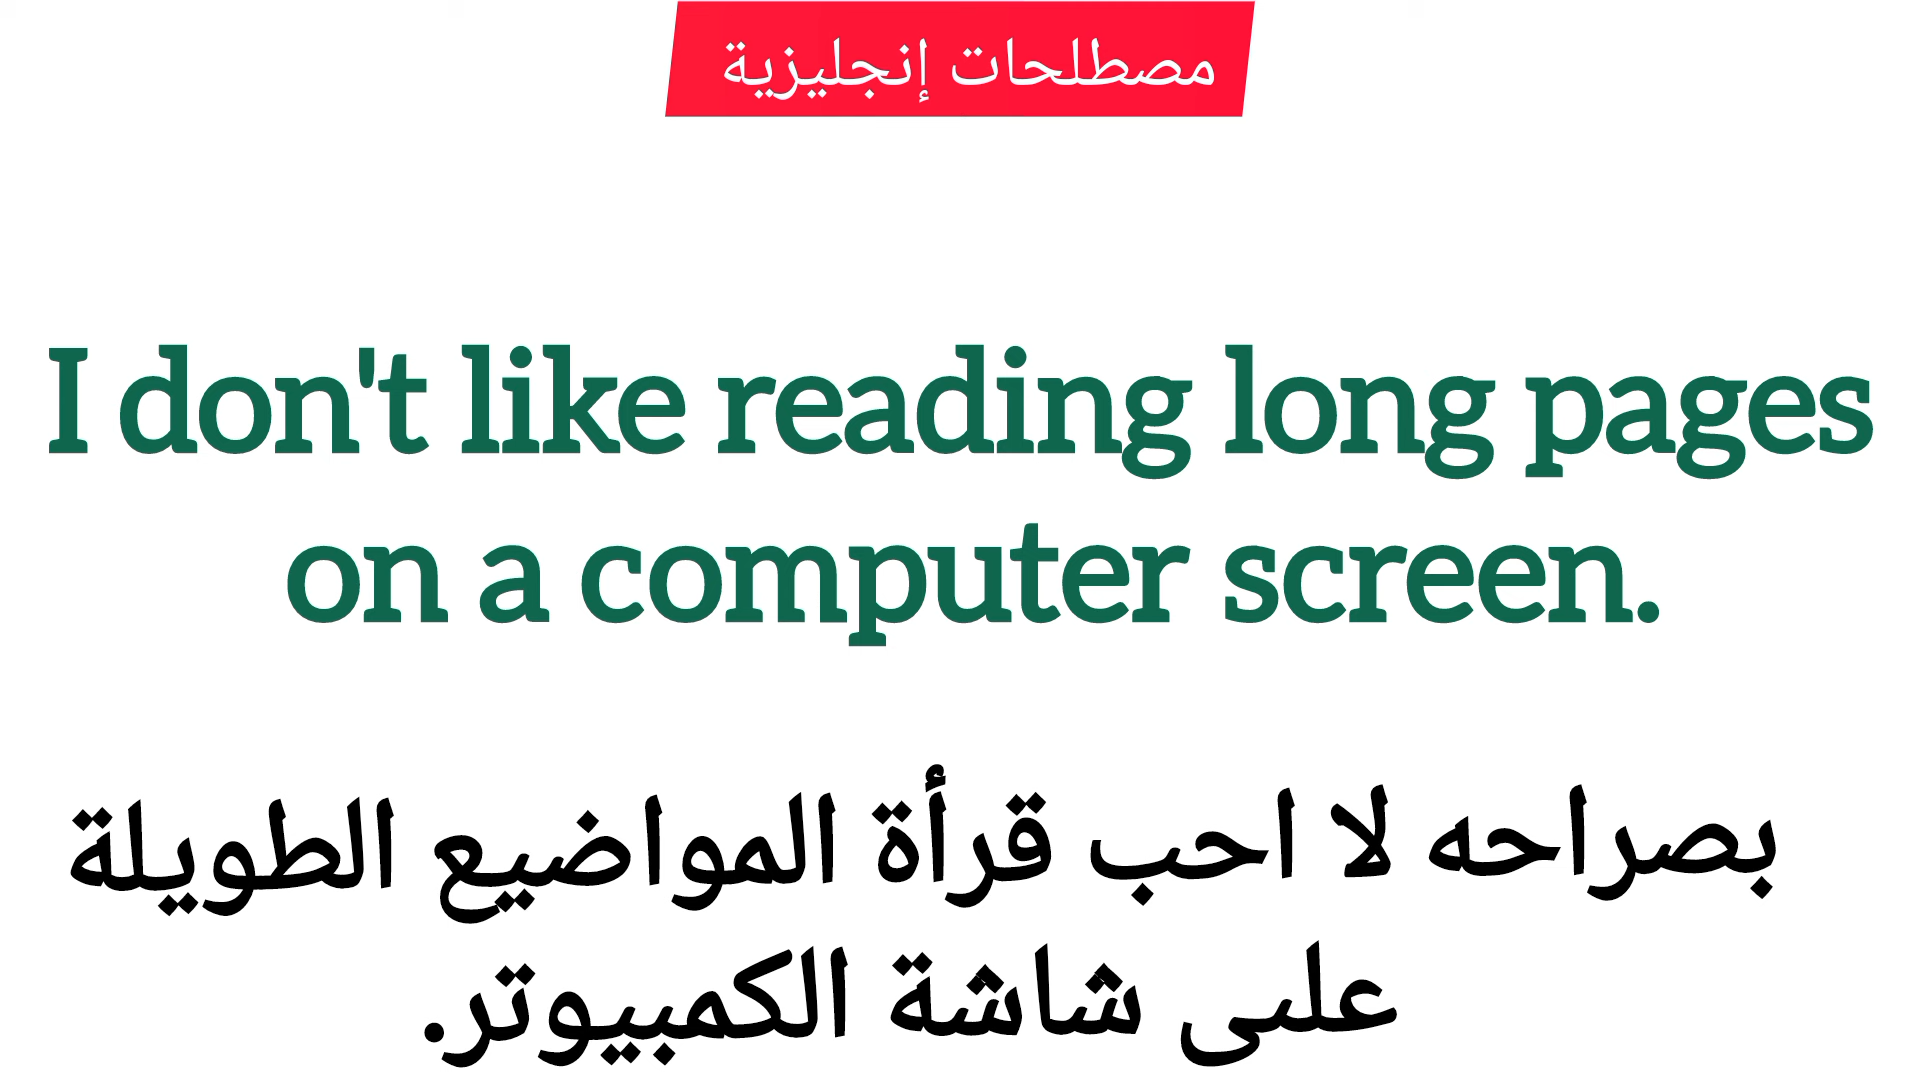 مصطلحات إنجليزية
I don't like reading long pages
on a computer screen.
بصراحه لا احب قرأة المواضيع الطويلة
على شاشة الكمبيوتر.